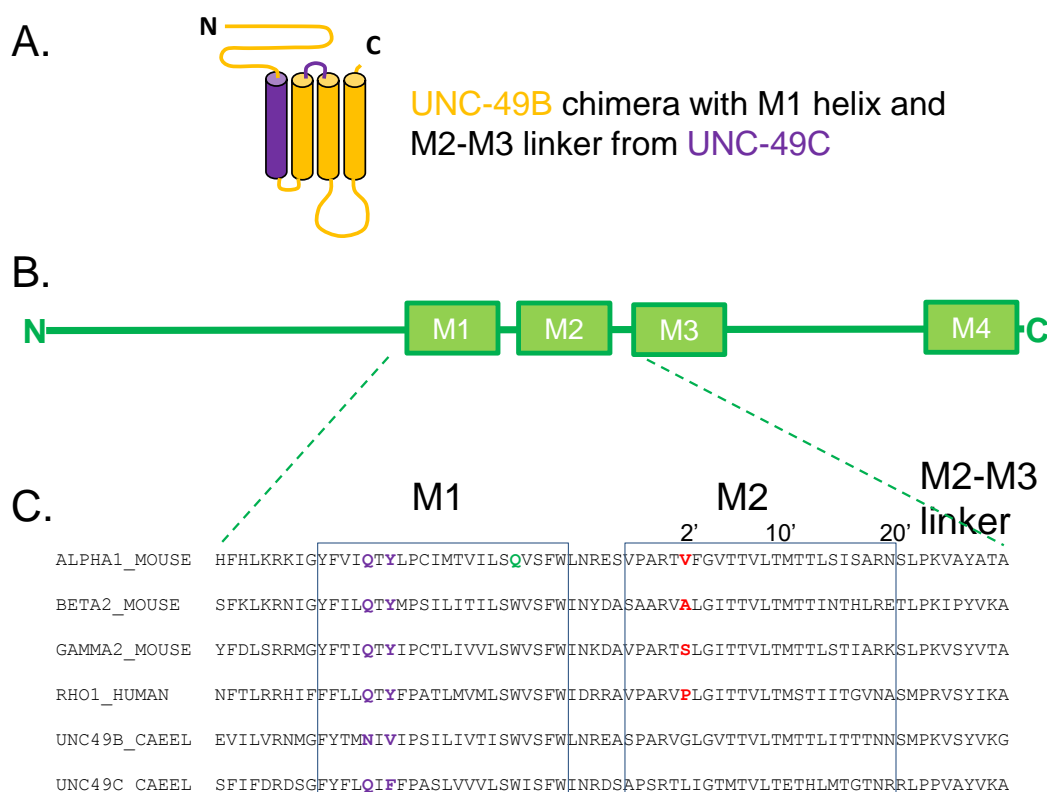 A.
N
C
UNC-49B chimera with M1 helix and
M2-M3 linker from UNC-49C
B.
N M1 M2 M3 M4 C
C.
M1 M2 M2-M3
linker
2’ 10’ 20’
ALPHA1_MOUSE HFHLKRKIGYFVIQTYLPCIMTVILSQVSFWLNRESVPARTVFGVTTVLTMTTLSISARNSLPKVAYATA
BETA2_MOUSE SFKLKRNIGYFILQTYMPSILITILSWVSFWINYDASAARVALGITTVLTMTTINTHLRETLPKIPYVKA
GAMMA2_MOUSE YFDLSRRMGYFTIQTYIPCTLIVVLSWVSFWINKDAVPARTSLGITTVLTMTTLSTIARKSLPKVSYVTA
RHO1_HUMAN NFTLRRHIFFFLLQTYFPATLMVMLSWVSFWIDRRAVPARVPLGITTVLTMSTIITGVNASMPRVSYIKA
UNC49B_CAEEL EVILVRNMGFYTMNIVIPSILIVTISWVSFWLNREASPARVGLGVTTVLTMTTLITTTNNSMPKVSYVKG
UNC49C_CAEEL SFIFDRDSGFYFLQIFFPASLVVVLSWISFWINRDSAPSRTLIGTMTVLTETHLMTGTNRRLPPVAYVKA